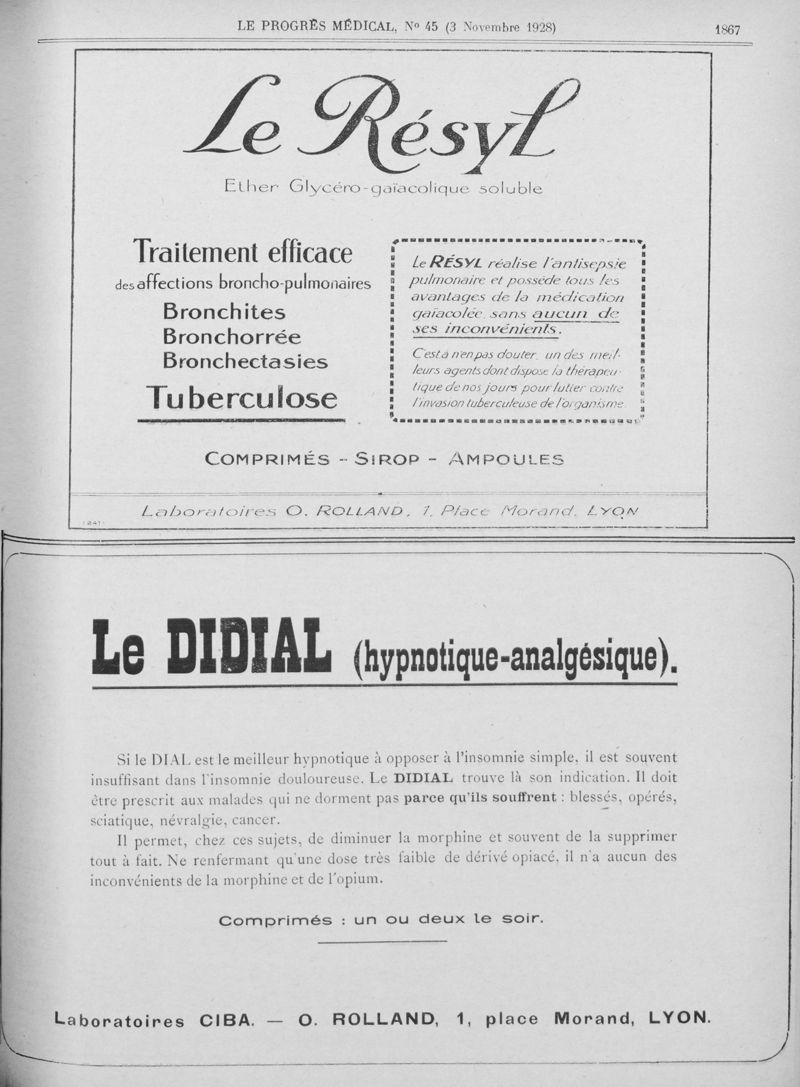 LE PROGRÈS MÉDICAL, Nº 45 (3 Novembre 1928)
1867
Le Résyl
Ether Glycéro-gaïacolique soluble
Traitement efficace
des affections broncho-pulmonaires
Bronchites
Bronchorrée
Bronchectasies
Tuberculose
Le RÉSYL réalise l'antisepsie
pulmonaire et possède tous les
avantages de la médication
gaïacolée, sans aucun de
ses inconvénients.
C'est à n'en pas douter, un des meil-
leurs agents dont dispose la thérapeu-
tique de nos jours pour lutter contre
l'invasion tuberculeuse de l'organisme.
COMPRIMÉS - SIROP - AMPOULES
Laboratoires O. ROLLAND, 1, Place Morand, LYON
Le DIDIAL (hypnotique-analgésique).
Si le DIAL est le meilleur hypnotique à opposer à l'insomnie simple, il est souvent
insuffisant dans l'insomnie douloureuse. Le DIDIAL trouve là son indication. Il doit
être prescrit aux malades qui ne dorment pas parce qu'ils souffrent : blessés, opérés,
sciatique, névralgie, cancer.
Il permet, chez ces sujets, de diminuer la morphine et souvent de la supprimer
tout à fait. Ne renfermant qu'une dose très faible de dérivé opiacé, il n'a aucun des
inconvénients de la morphine et de l'opium.
Comprimés : un ou deux le soir.
Laboratoires CIBA. — O. ROLLAND, 1, place Morand, LYON.